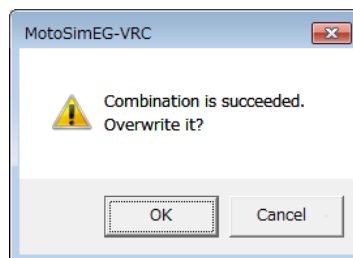 MotoSimEG-VRC
Combination is succeeded.
Overwrite it?
OK
Cancel